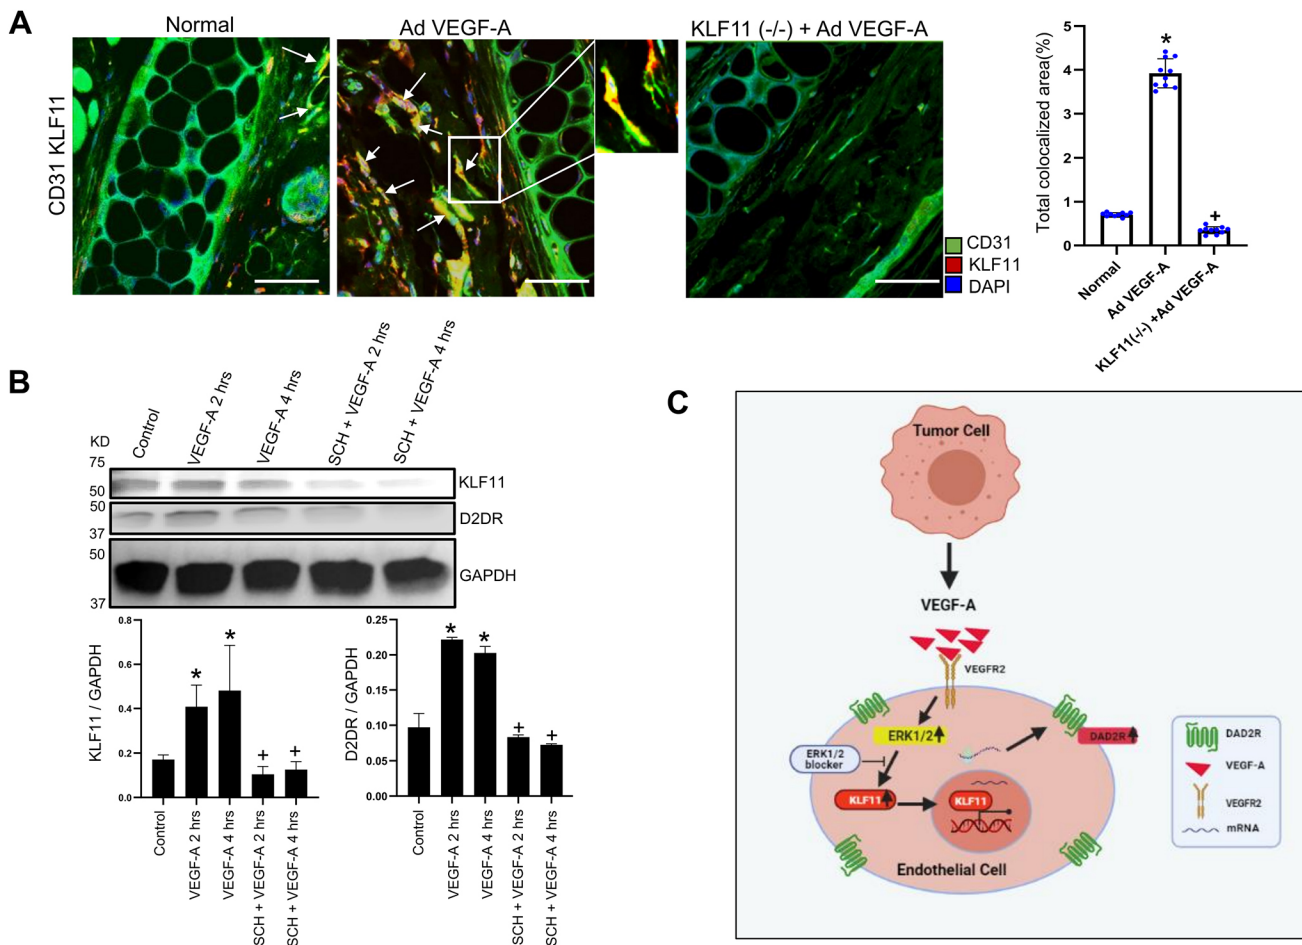 A
Normal
Ad VEGF-A
KLF11 (-/-) + Ad VEGF-A
CD31 KLF11
CD31
KLF11
DAPI
Total colocalized area(%)
5
4
3
2
1
0
*
+
Normal
Ad VEGF-A
KLF11(-/-) +Ad VEGF-A
B
Control
VEGF-A 2 hrs
VEGF-A 4 hrs
SCH + VEGF-A 2 hrs
SCH + VEGF-A 4 hrs
KD
75
50
KLF11
50
37
D2DR
50
37
GAPDH
KLF11 / GAPDH
0.8
0.6
0.4
0.2
0.0
*
*
+
+
Control
VEGF-A 2 hrs
VEGF-A 4 hrs
SCH + VEGF-A 2 hrs
SCH + VEGF-A 4 hrs
D2DR / GAPDH
0.25
0.20
0.15
0.10
0.05
0.00
*
*
+
+
Control
VEGF-A 2 hrs
VEGF-A 4 hrs
SCH + VEGF-A 2 hrs
SCH + VEGF-A 4 hrs
C
Tumor Cell
VEGF-A
VEGFR2
ERK1/2
ERK1/2
blocker
KLF11
KLF11
DAD2R
Endothelial Cell
DAD2R
VEGF-A
VEGFR2
mRNA